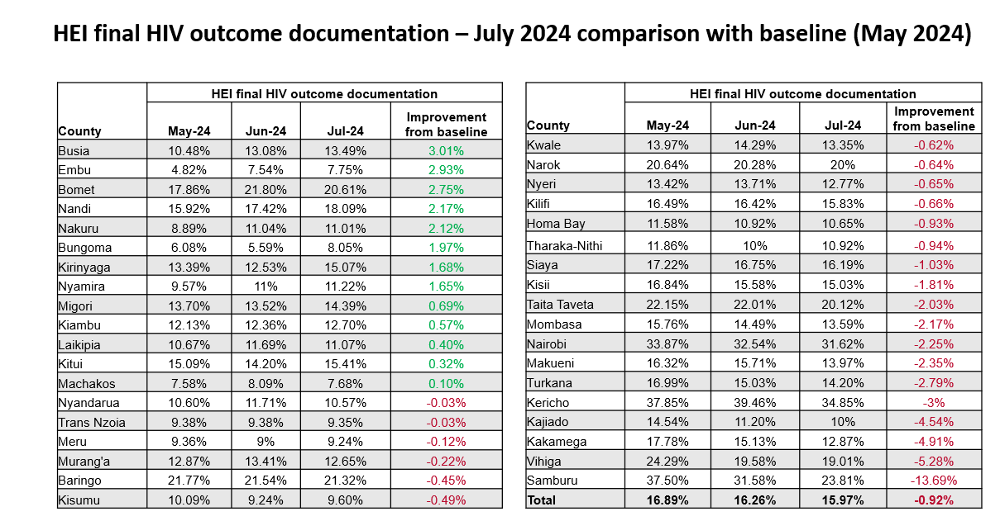 HEI final HIV outcome documentation – July 2024 comparison with baseline (May 2024)
County HEI final HIV outcome documentation
May-24 Jun-24 Jul-24 Improvement from baseline
Busia 10.48% 13.08% 13.49% 3.01%
Embu 4.82% 7.54% 7.75% 2.93%
Bomet 17.86% 21.80% 20.61% 2.75%
Nandi 15.92% 17.42% 18.09% 2.17%
Nakuru 8.89% 11.04% 11.01% 2.12%
Bungoma 6.08% 5.59% 8.05% 1.97%
Kirinyaga 13.39% 12.53% 15.07% 1.68%
Nyamira 9.57% 11% 11.22% 1.65%
Migori 13.70% 13.52% 14.39% 0.69%
Kiambu 12.13% 12.36% 12.70% 0.57%
Laikipia 10.67% 11.69% 11.07% 0.40%
Kitui 15.09% 14.20% 15.41% 0.32%
Machakos 7.58% 8.09% 7.68% 0.10%
Nyandarua 10.60% 11.71% 10.57% -0.03%
Trans Nzoia 9.38% 9.38% 9.35% -0.03%
Meru 9.36% 9% 9.24% -0.12%
Murang'a 12.87% 13.41% 12.65% -0.22%
Baringo 21.77% 21.54% 21.32% -0.45%
Kisumu 10.09% 9.24% 9.60% -0.49%
County HEI final HIV outcome documentation
May-24 Jun-24 Jul-24 Improvement from baseline
Kwale 13.97% 14.29% 13.35% -0.62%
Narok 20.64% 20.28% 20% -0.64%
Nyeri 13.42% 13.71% 12.77% -0.65%
Kilifi 16.49% 16.42% 15.83% -0.66%
Homa Bay 11.58% 10.92% 10.65% -0.93%
Tharaka-Nithi 11.86% 10% 10.92% -0.94%
Siaya 17.22% 16.75% 16.19% -1.03%
Kisii 16.84% 15.58% 15.03% -1.81%
Taita Taveta 22.15% 22.01% 20.12% -2.03%
Mombasa 15.76% 14.49% 13.59% -2.17%
Nairobi 33.87% 32.54% 31.62% -2.25%
Makueni 16.32% 15.71% 13.97% -2.35%
Turkana 16.99% 15.03% 14.20% -2.79%
Kericho 37.85% 39.46% 34.85% -3%
Kajiado 14.54% 11.20% 10% -4.54%
Kakamega 17.78% 15.13% 12.87% -4.91%
Vihiga 24.29% 19.58% 19.01% -5.28%
Samburu 37.50% 31.58% 23.81% -13.69%
Total 16.89% 16.26% 15.97% -0.92%